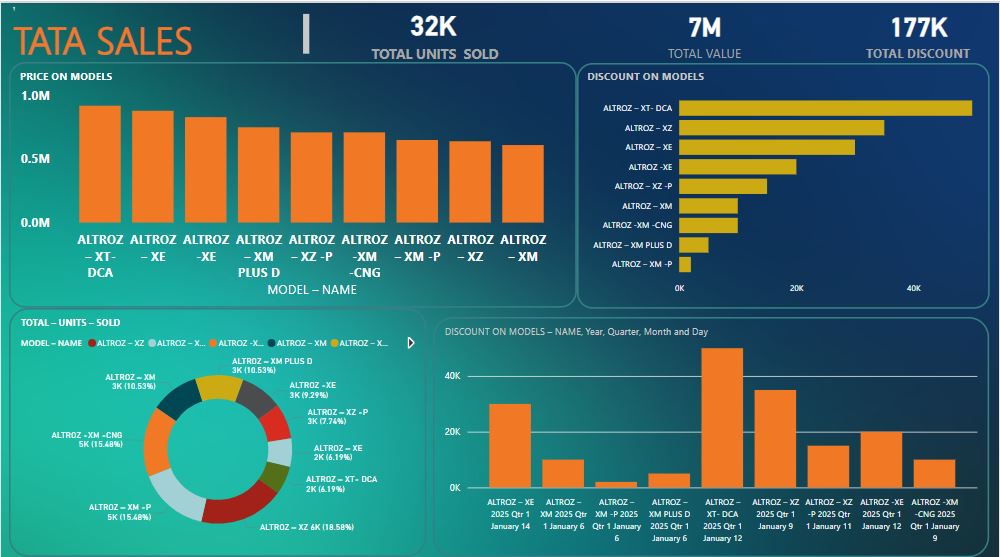 TATA SALES
32K
TOTAL UNITS SOLD
7M
TOTAL VALUE
177K
TOTAL DISCOUNT
PRICE ON MODELS
1.0M
0.5M
0.0M
ALTROZ
– XT-
DCA
ALTROZ
– XE
ALTROZ
-XE
ALTROZ
– XM
PLUS D
ALTROZ
– XZ -P
ALTROZ
-XM
-CNG
ALTROZ
– XM -P
ALTROZ
– XZ
ALTROZ
– XM
MODEL – NAME
DISCOUNT ON MODELS
ALTROZ – XT- DCA
ALTROZ – XZ
ALTROZ – XE
ALTROZ -XE
ALTROZ – XZ -P
ALTROZ – XM
ALTROZ -XM -CNG
ALTROZ – XM PLUS D
ALTROZ – XM -P
0K
20K
40K
TOTAL – UNITS – SOLD
MODEL – NAME
ALTROZ – XZ
ALTROZ – X...
ALTROZ -X...
ALTROZ – XM
ALTROZ – X...
ALTROZ – XM PLUS D
3K (10.53%)
ALTROZ -XE
3K (9.29%)
ALTROZ – XZ -P
3K (7.74%)
ALTROZ – XE
2K (6.19%)
ALTROZ – XT- DCA
2K (6.19%)
ALTROZ – XZ 6K (18.58%)
ALTROZ – XM -P
5K (15.48%)
ALTROZ -XM -CNG
5K (15.48%)
ALTROZ – XM
3K (10.53%)
DISCOUNT ON MODELS – NAME, Year, Quarter, Month and Day
40K
20K
0K
ALTROZ – XE
2025 Qtr 1
January 14
ALTROZ –
XM 2025 Qtr
1 January 6
ALTROZ –
XM -P 2025
Qtr 1 January
6
ALTROZ –
XM PLUS D
2025 Qtr 1
January 6
ALTROZ –
XT- DCA
2025 Qtr 1
January 12
ALTROZ – XZ
2025 Qtr 1
January 9
ALTROZ – XZ
-P 2025 Qtr
1 January 11
ALTROZ -XE
2025 Qtr 1
January 12
ALTROZ -XM
-CNG 2025
Qtr 1 January
9